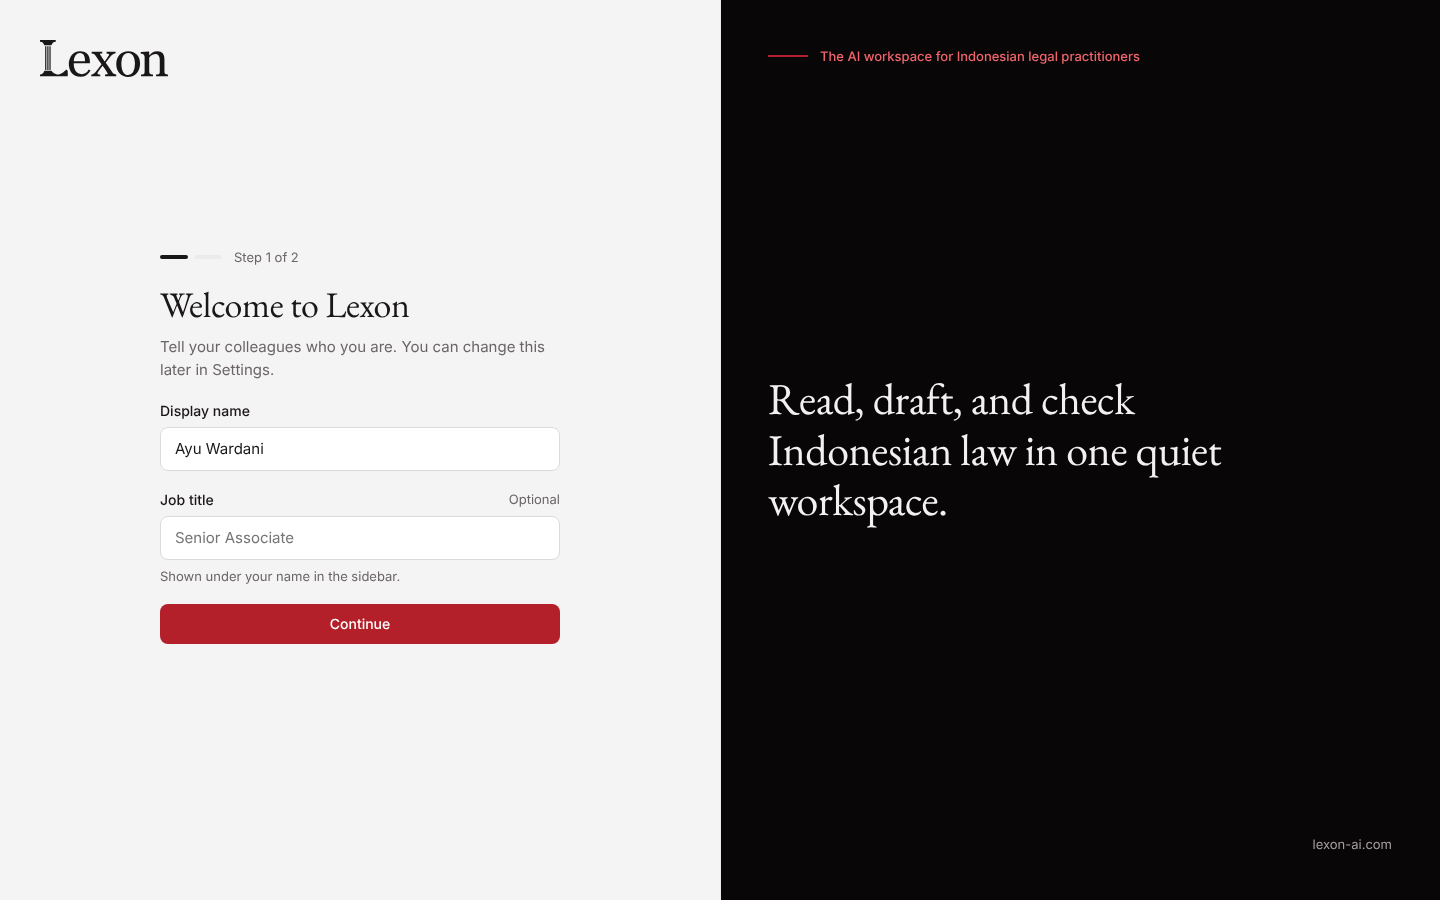 Lexon
Step 1 of 2
Welcome to Lexon
Tell your colleagues who you are. You can change this
later in Settings.
Display name
Ayu Wardani
Job title
Optional
Senior Associate
Shown under your name in the sidebar.
Continue
The AI workspace for Indonesian legal practitioners
Read, draft, and check
Indonesian law in one quiet
workspace.
lexon-ai.com